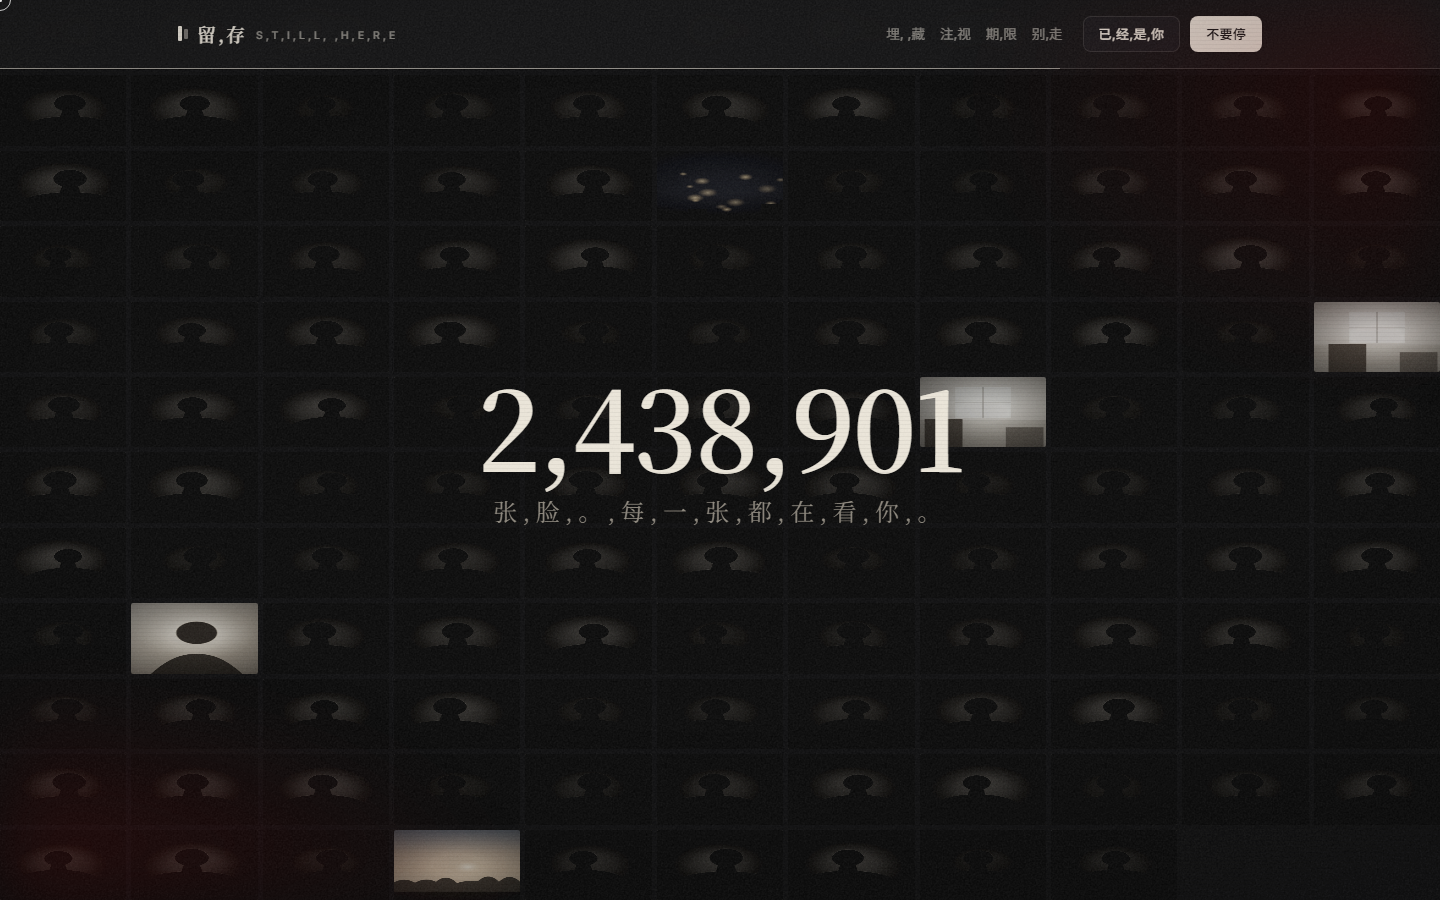 留,存 S,T,I,L,L, ,H,E,R,E
埋, ,藏 注,视 期,限 别,走 已,经,是,你 不要停
2,438,901
张,脸,。,每,一,张,都,在,看,你,。